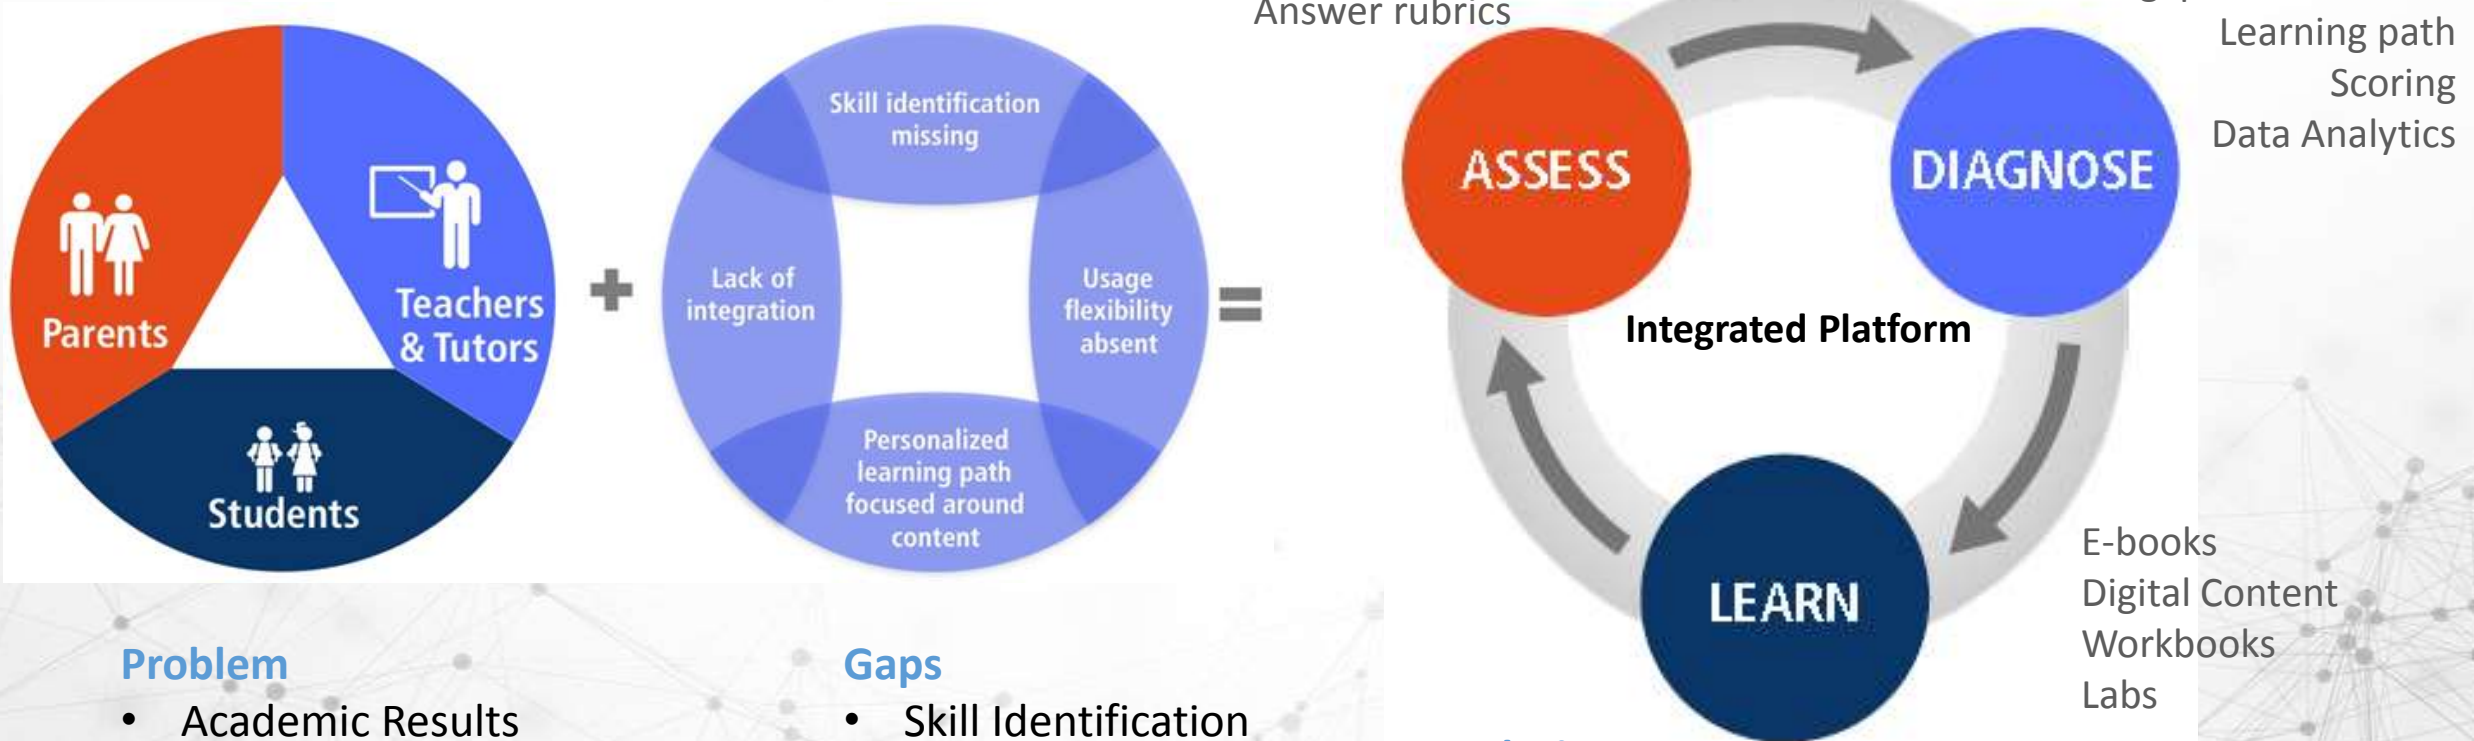 Answer rubrics
Learning path
Scoring
Data Analytics
Parents
Teachers
& Tutors
Students
Skill identification
missing
Lack of
integration
Usage
flexibility
absent
Personalized
learning path
focused around
content
ASSESS
DIAGNOSE
Integrated Platform
LEARN
E-books
Digital Content
Workbooks
Labs
Problem
• Academic Results
Gaps
• Skill Identification